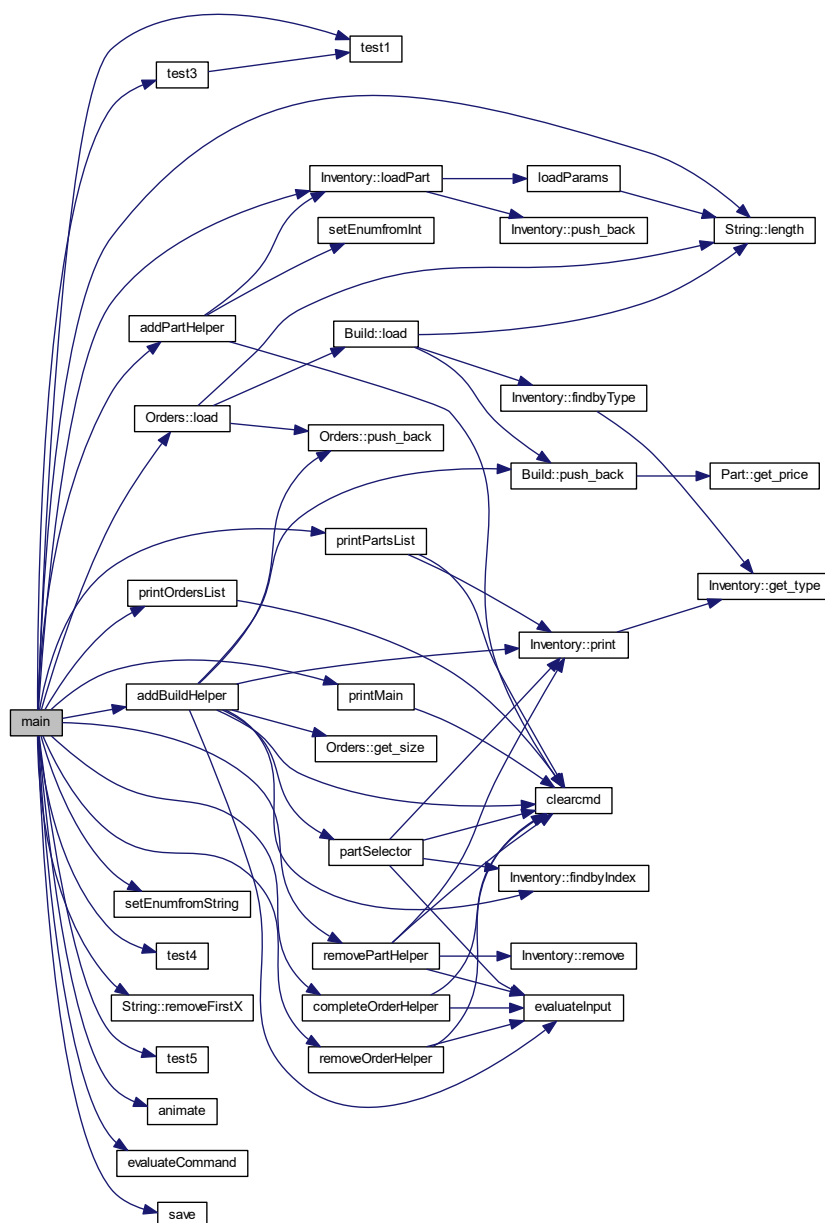 test1
test3
Inventory::loadPart
loadParams
setEnumfromInt
Inventory::push_back
String::length
addPartHelper
Build::load
Orders::load
Inventory::findbyType
Orders::push_back
Build::push_back
Part::get_price
printPartsList
printOrdersList
Inventory::get_type
Inventory::print
addBuildHelper
printMain
main
Orders::get_size
clearcmd
partSelector
Inventory::findbyIndex
setEnumfromString
test4
removePartHelper
Inventory::remove
String::removeFirstX
completeOrderHelper
evaluateInput
test5
removeOrderHelper
animate
evaluateCommand
save